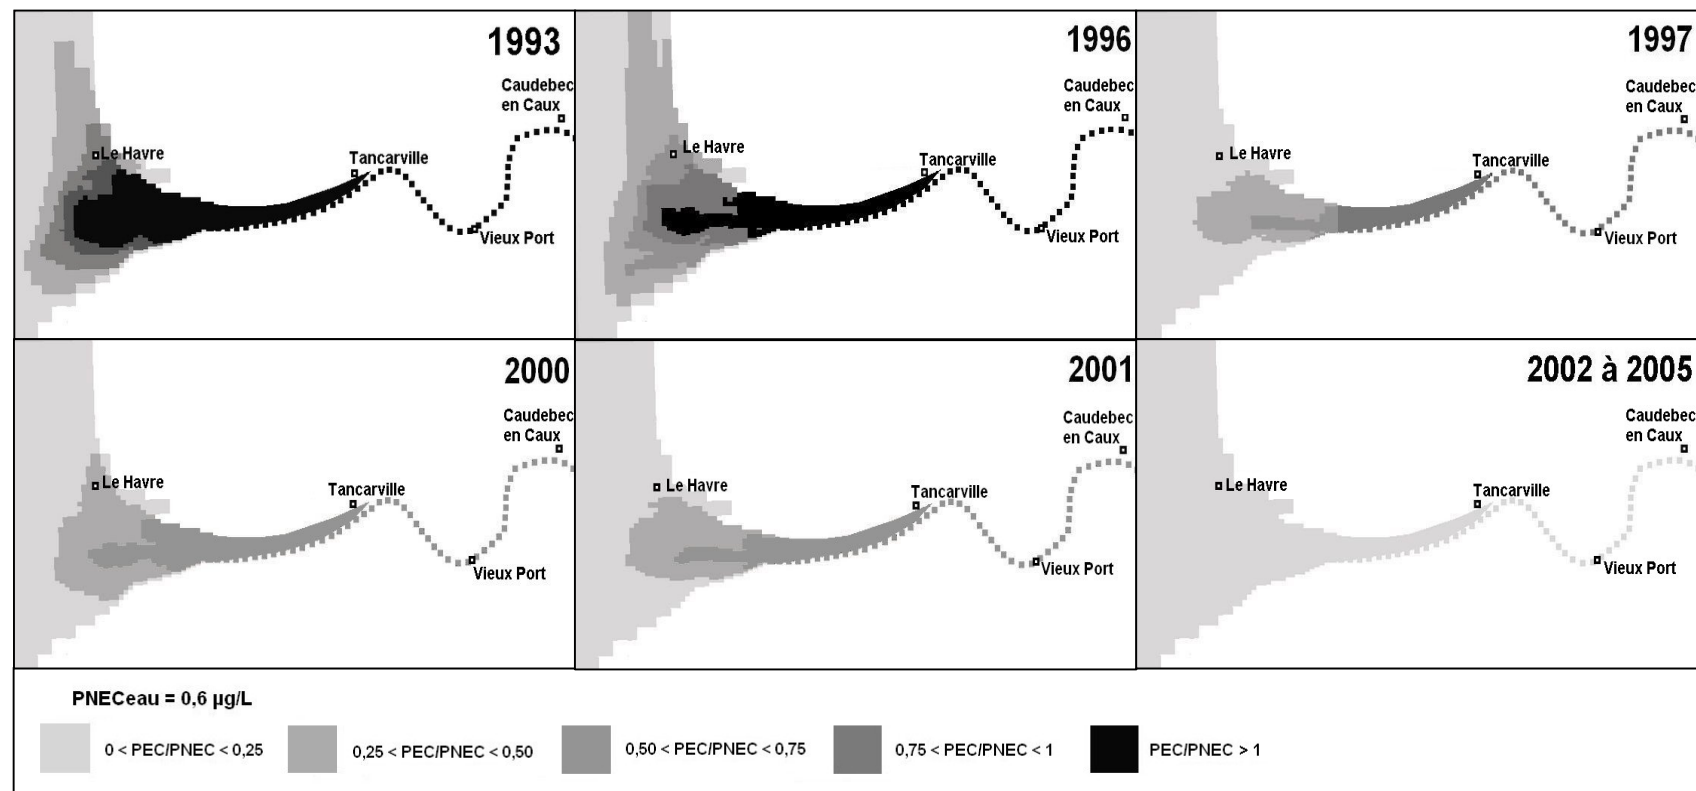 1993
Caudebec
en Caux
Le Havre
Tancarville
Vieux Port
1996
Caudebec
en Caux
Le Havre
Tancarville
Vieux Port
1997
Caudebec
en Caux
Le Havre
Tancarville
Vieux Port
2000
Caudebec
en Caux
Le Havre
Tancarville
Vieux Port
2001
Caudebec
en Caux
Le Havre
Tancarville
Vieux Port
2002 à 2005
Caudebec
en Caux
Le Havre
Tancarville
Vieux Port
PNECeau = 0,6 µg/L
0 < PEC/PNEC < 0,25
0,25 < PEC/PNEC < 0,50
0,50 < PEC/PNEC < 0,75
0,75 < PEC/PNEC < 1
PEC/PNEC > 1